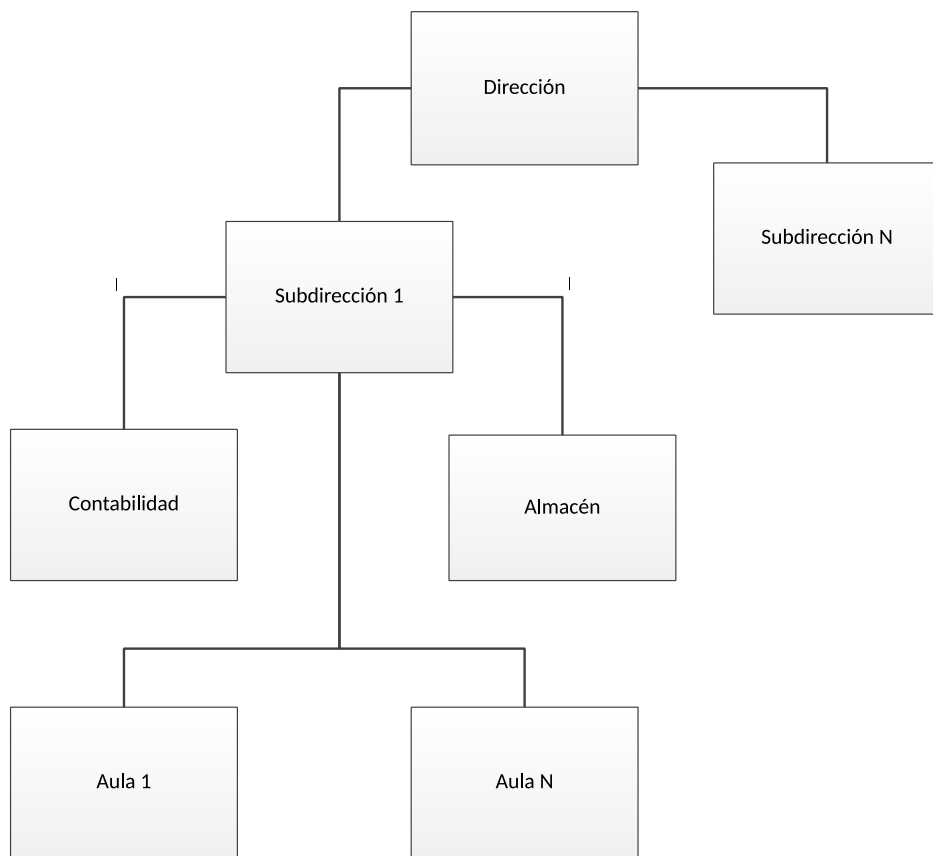 Dirección
Subdirección N
Subdirección 1
Contabilidad
Almacén
Aula 1
Aula N